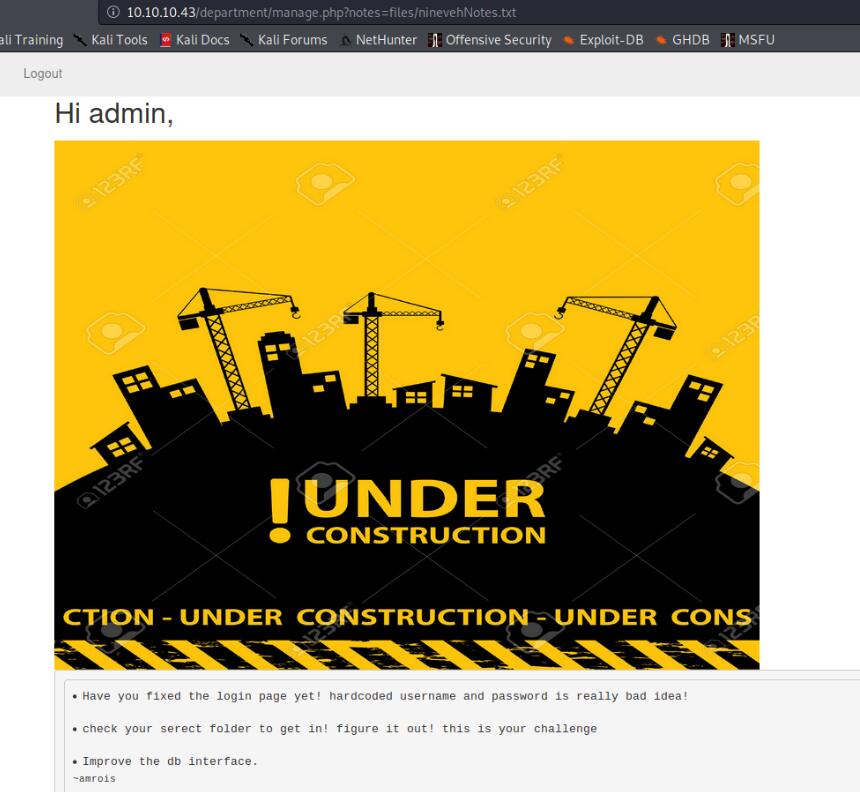 10.10.10.43/department/manage.php?notes=files/ninevehNotes.txt
ali Training Kali Tools Kali Docs Kali Forums NetHunter Offensive Security Exploit-DB GHDB MSFU
Logout
Hi admin,
123RF
123RF
123RF
123RF
123RF
! UNDER
CONSTRUCTION
123RF
123RF
CTION - UNDER CONSTRUCTION - UNDER CONS
123RF
123RF
• Have you fixed the login page yet! hardcoded username and password is really bad idea!
• check your serect folder to get in! figure it out! this is your challenge
• Improve the db interface.
~amrois